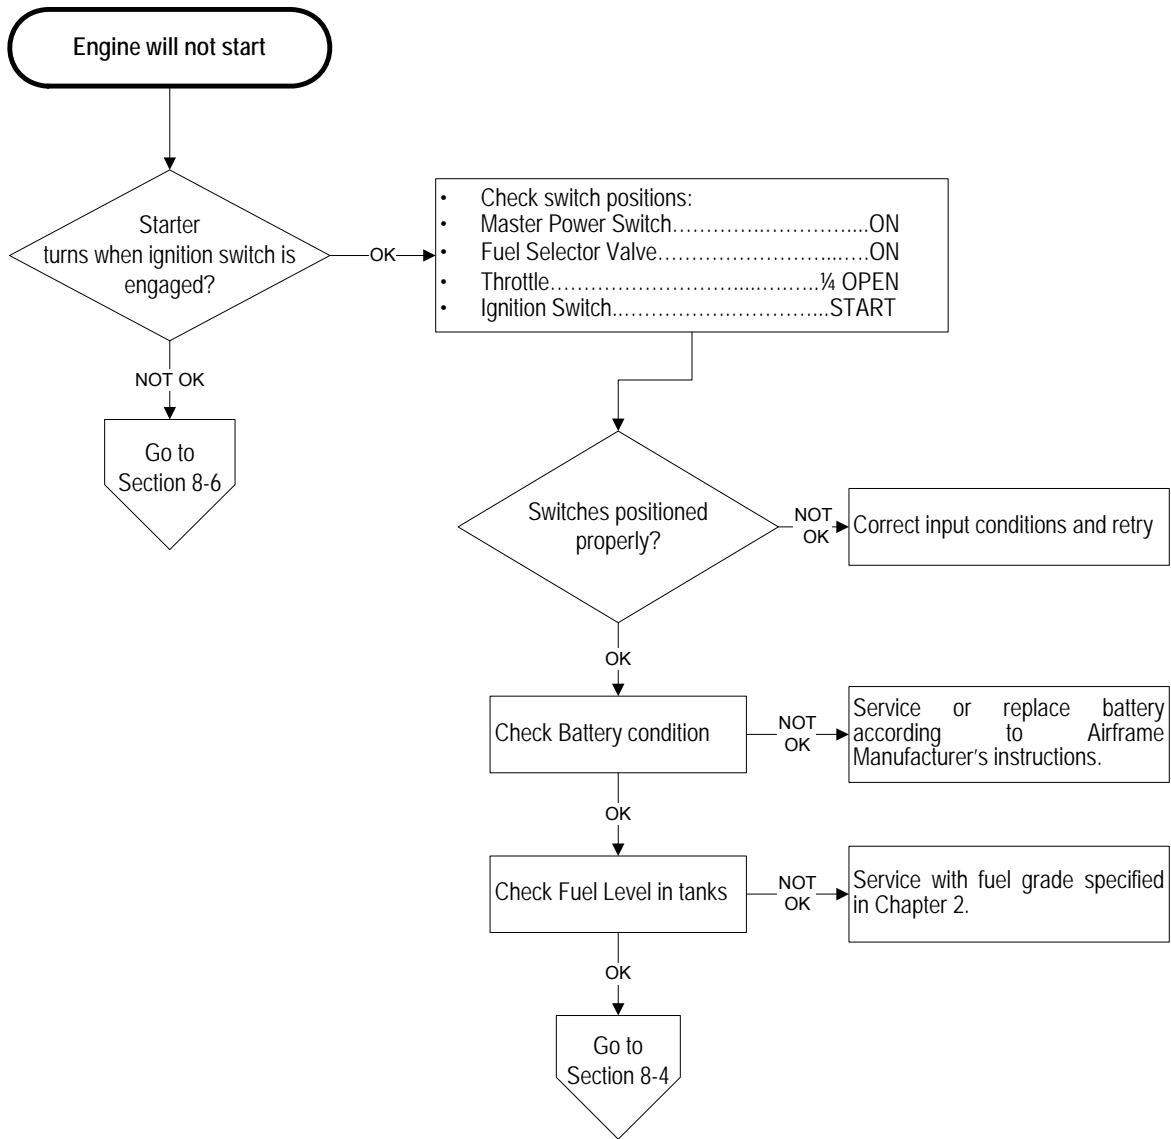 Engine will not start
Starter
turns when ignition switch is
engaged?
OK
• Check switch positions:
• Master Power Switch…………..…………....ON
• Fuel Selector Valve……………………...…..ON
• Throttle………………………....…..…..¼ OPEN
• Ignition Switch..……………..…………...START
NOT OK
Go to
Section 8-6
Switches positioned
properly?
NOT
OK
Correct input conditions and retry
OK
Check Battery condition
NOT
OK
Service or replace battery
according to Airframe
Manufacturer's instructions.
OK
Check Fuel Level in tanks
NOT
OK
Service with fuel grade specified
in Chapter 2.
OK
Go to
Section 8-4